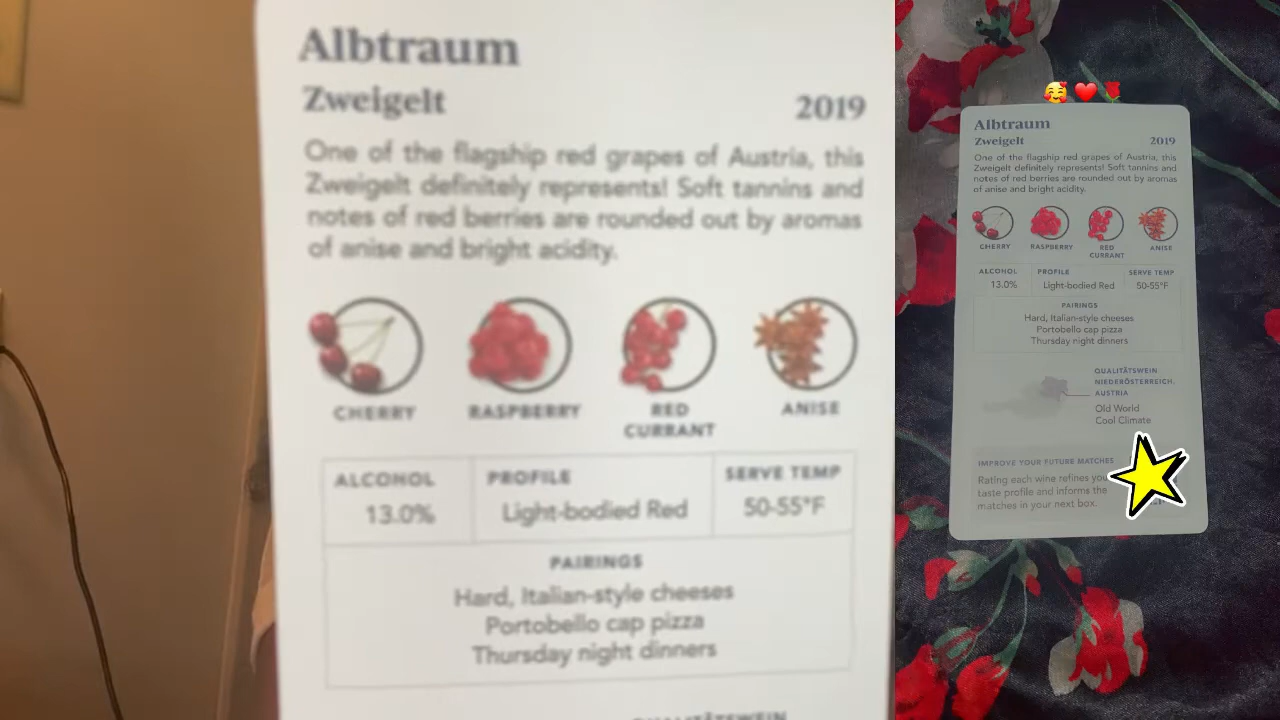 Albtraum
Zweigelt 2019
One of the flagship red grapes of Austria, this
Zweigelt definitely represents! Soft tannins and
notes of red berries are rounded out by aromas
of anise and bright acidity.
CHERRY RASPBERRY RED CURRANT ANISE
ALCOHOL PROFILE SERVE TEMP
13.0% Light-bodied Red 50-55°F
PAIRINGS
Hard, Italian-style cheeses
Portobello cap pizza
Thursday night dinners
QUALITÄTSWEIN
Albtraum
Zweigelt 2019
One of the flagship red grapes of Austria, this
Zweigelt definitely represents! Soft tannins and
notes of red berries are rounded out by aromas
of anise and bright acidity.
CHERRY RASPBERRY RED CURRANT ANISE
ALCOHOL PROFILE SERVE TEMP
13.0% Light-bodied Red 50-55°F
PAIRINGS
Hard, Italian-style cheeses
Portobello cap pizza
Thursday night dinners
QUALITÄTSWEIN
NIEDERÖSTERREICH,
AUSTRIA
Old World
Cool Climate
IMPROVE YOUR FUTURE MATCHES
Rating each wine refines your
taste profile and informs the
matches in your next box.